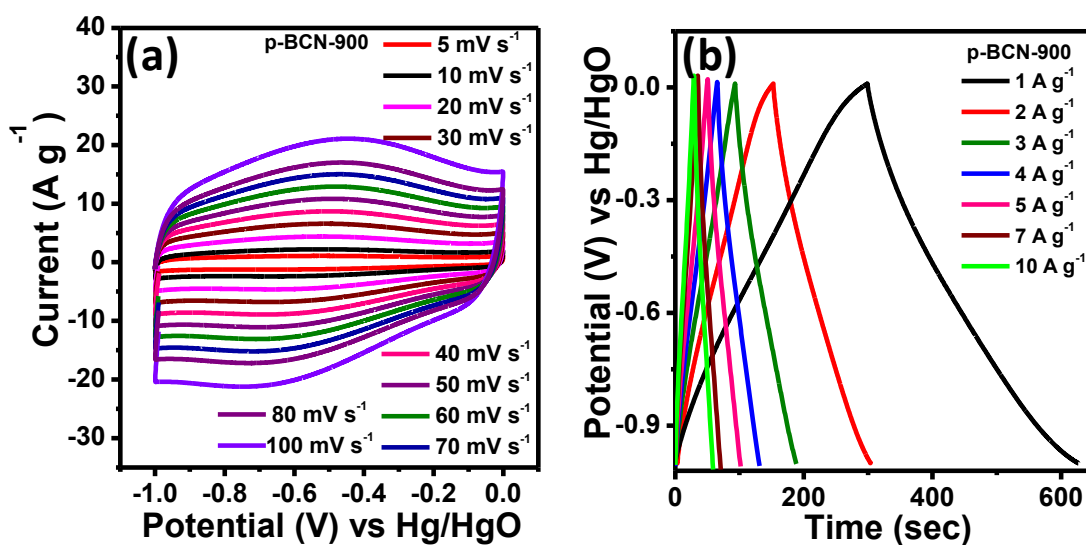 (a)
p-BCN-900
5 mV s⁻¹
10 mV s⁻¹
20 mV s⁻¹
30 mV s⁻¹
40 mV s⁻¹
50 mV s⁻¹
60 mV s⁻¹
70 mV s⁻¹
80 mV s⁻¹
100 mV s⁻¹
Current (A g⁻¹)
40
30
20
10
0
-10
-20
-30
-1.0 -0.8 -0.6 -0.4 -0.2 0.0
Potential (V) vs Hg/HgO
(b)
p-BCN-900
1 A g⁻¹
2 A g⁻¹
3 A g⁻¹
4 A g⁻¹
5 A g⁻¹
7 A g⁻¹
10 A g⁻¹
Potential (V) vs Hg/HgO
0.0
-0.3
-0.6
-0.9
0 200 400 600
Time (sec)